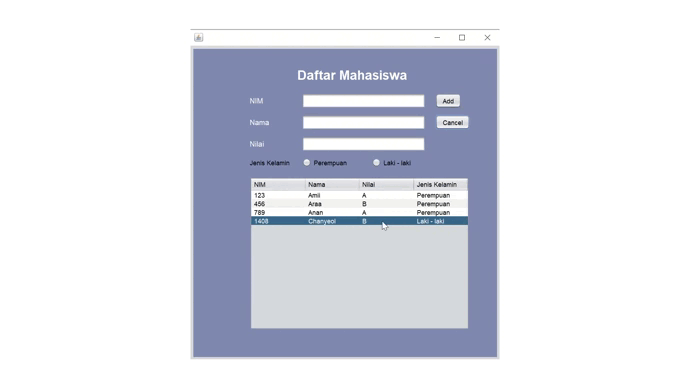 Daftar Mahasiswa
NIM Add
Nama Cancel
Nilai
Jenis Kelamin Perempuan Laki - laki
NIM Nama Nilai Jenis Kelamin
123 Amil A Perempuan
456 Araa B Perempuan
789 Anan A Perempuan
1408 Chanyeol B Laki - laki